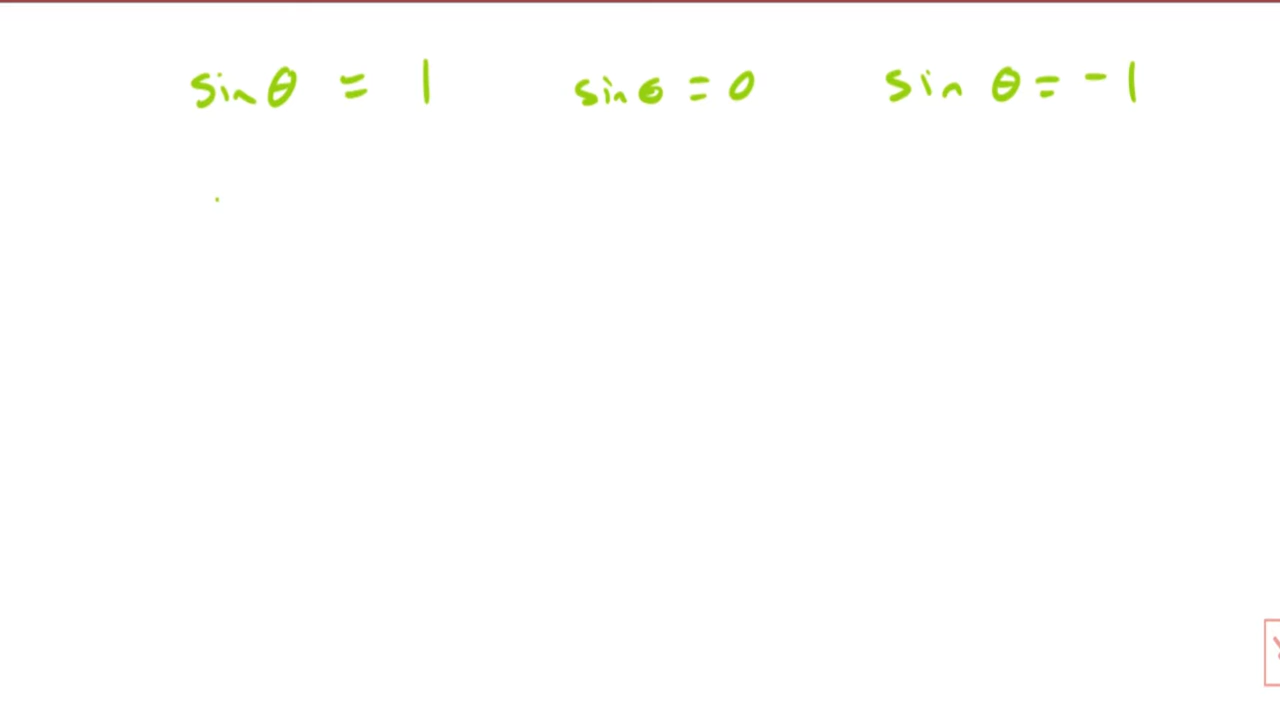 sin θ = 1 sin θ = 0 sin θ = -1